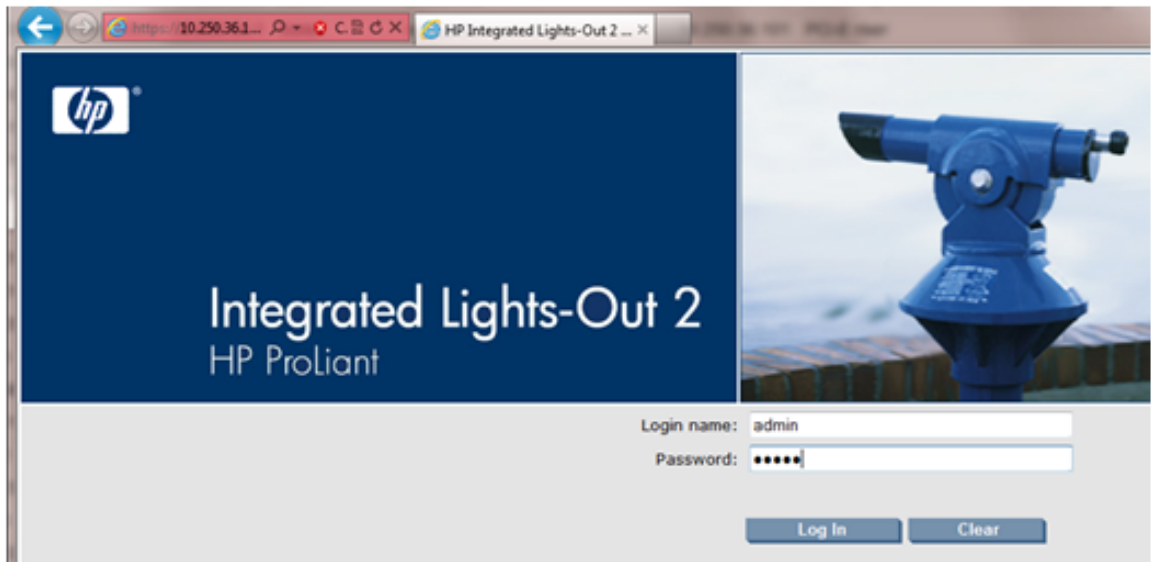 https://10.250.36.1...
HP Integrated Lights-Out 2 ...
hp
Integrated Lights-Out 2
HP ProLiant
Login name: admin
Password: •••••
Log In Clear